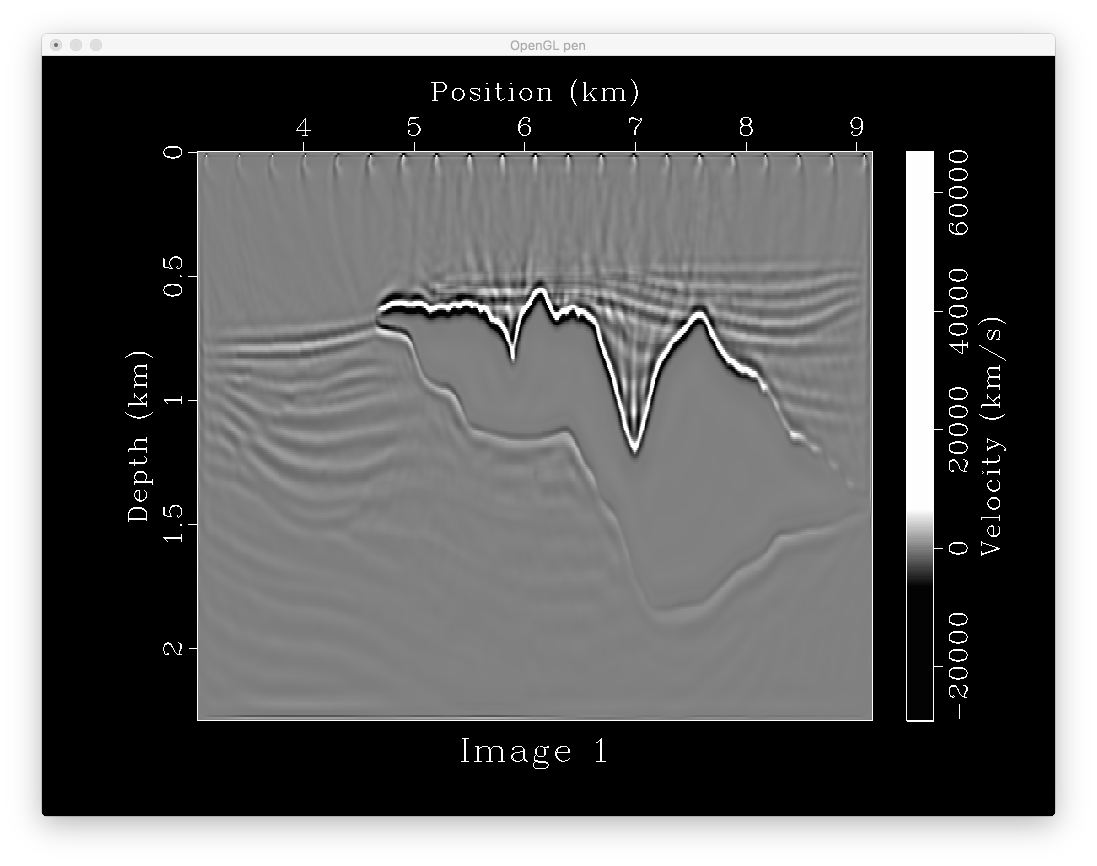 OpenGL pen
Position (km)
4 5 6 7 8 9
0
0.5
1
1.5
2
Depth (km)
60000
40000
20000
0
−20000
Velocity (km/s)
Image 1